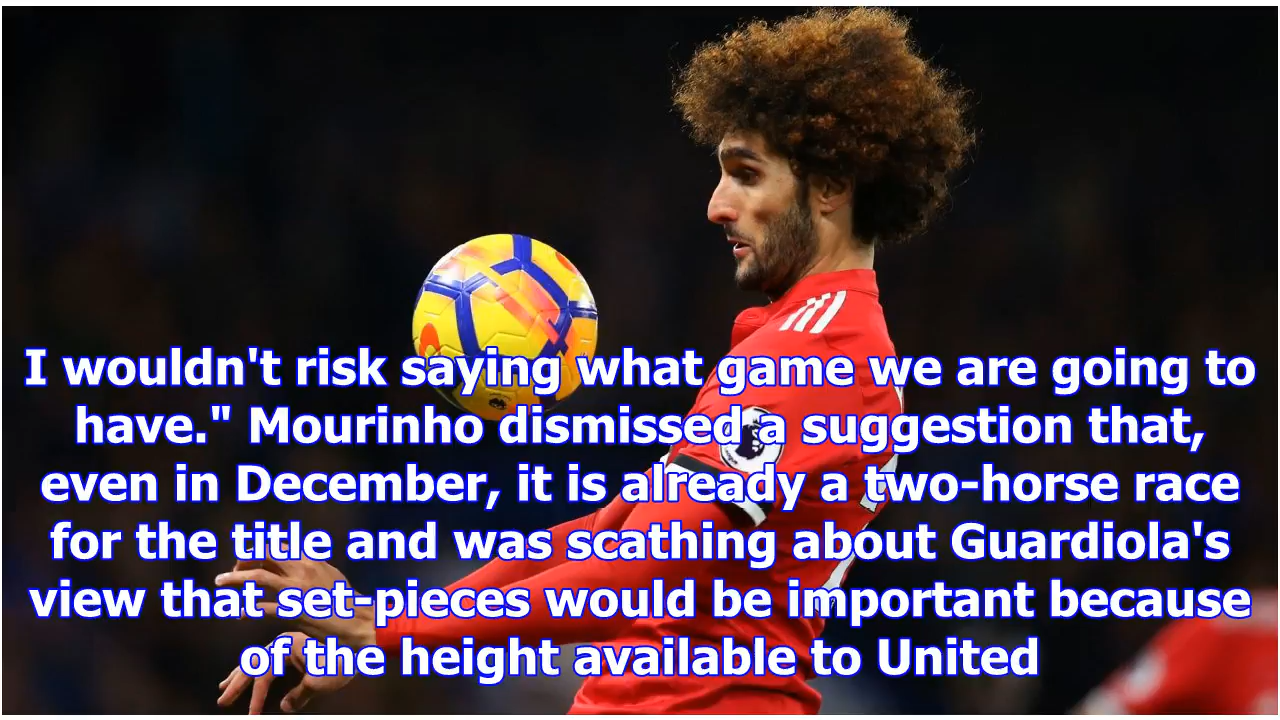 I wouldn't risk saying what game we are going to
have." Mourinho dismissed a suggestion that,
even in December, it is already a two-horse race
for the title and was scathing about Guardiola's
view that set-pieces would be important because
of the height available to United